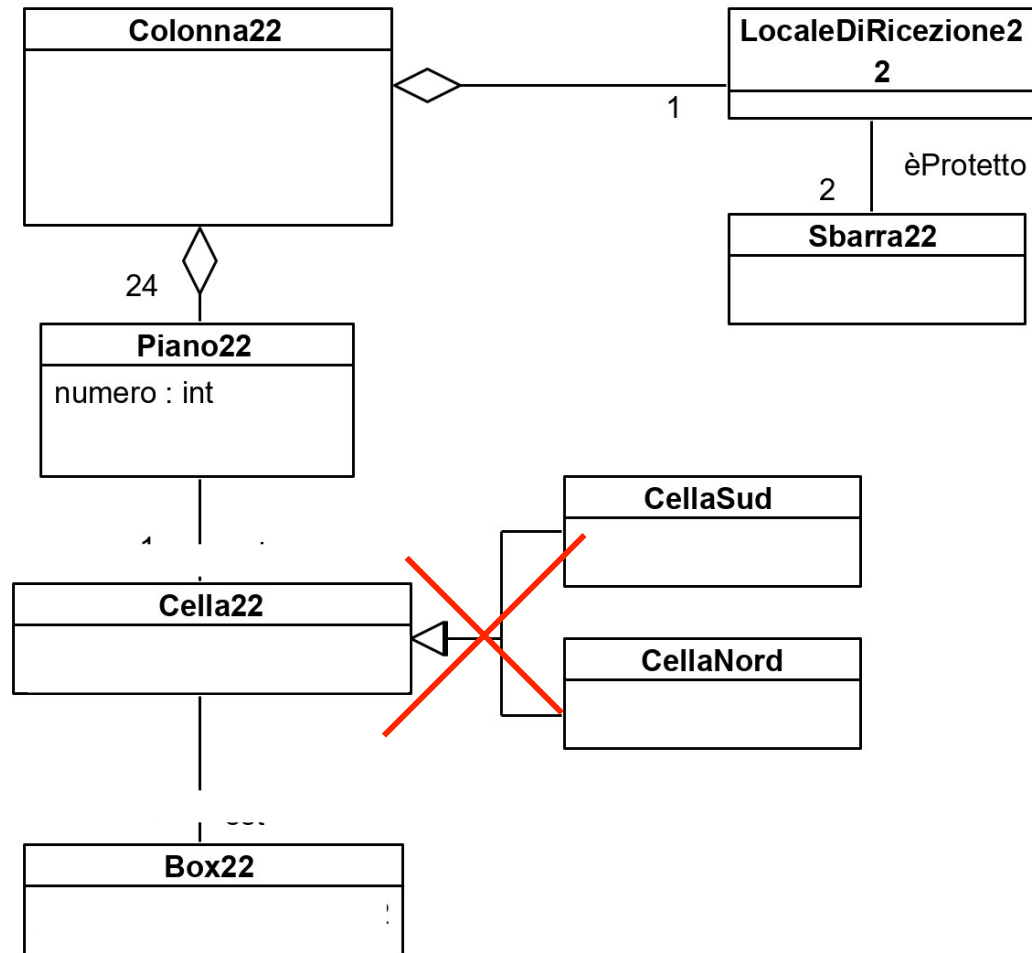 Colonna22
LocaleDiRicezione2
2
1
èProtetto
2
Sbarra22
24
Piano22
numero : int
CellaSud
Cella22
CellaNord
Box22